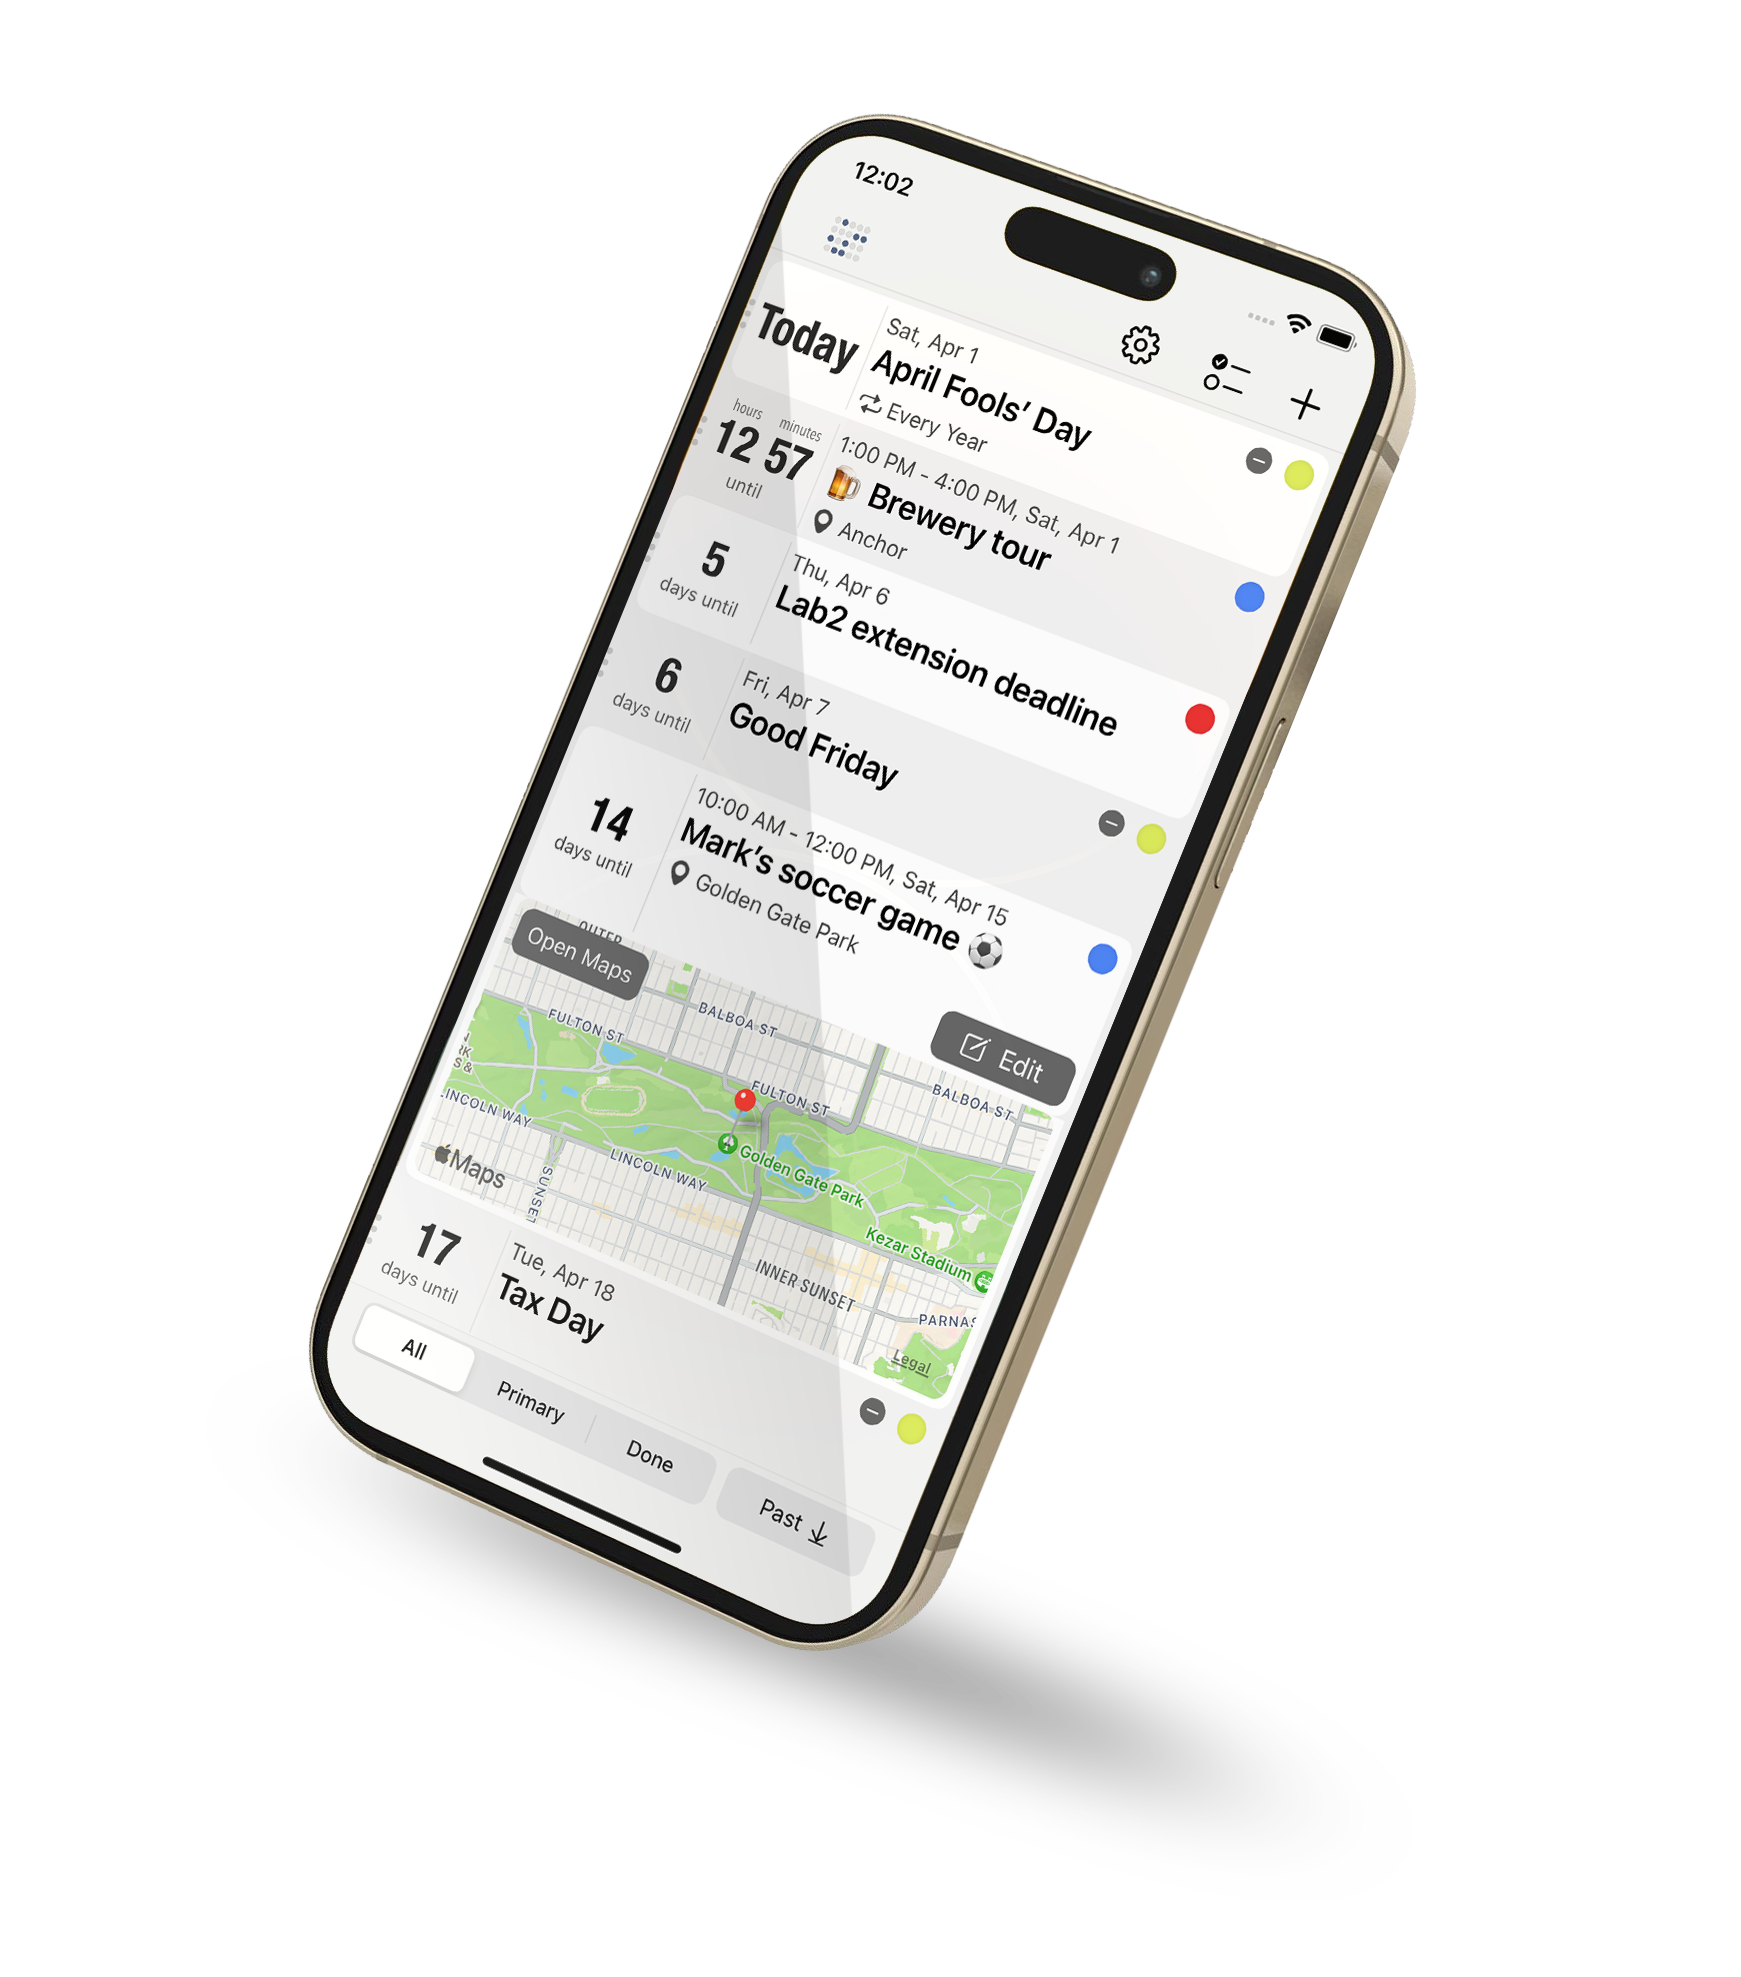 12:02
Today
Sat, Apr 1
April Fools’ Day
Every Year
hours minutes
12 57
until
1:00 PM - 4:00 PM, Sat, Apr 1
Brewery tour
Anchor
5
days until
Thu, Apr 6
Lab2 extension deadline
6
days until
Fri, Apr 7
Good Friday
14
days until
10:00 AM - 12:00 PM, Sat, Apr 15
Mark’s soccer game
Golden Gate Park
Open Maps
Edit
BALBOA ST
BALBOA ST
FULTON ST
FULTON ST
S &
LINCOLN WAY
LINCOLN WAY
Golden Gate Park
Kezar Stadium
Maps
SUNSET
INNER SUNSET
PARNAS
Legal
17
days until
Tue, Apr 18
Tax Day
All
Primary
Done
Past